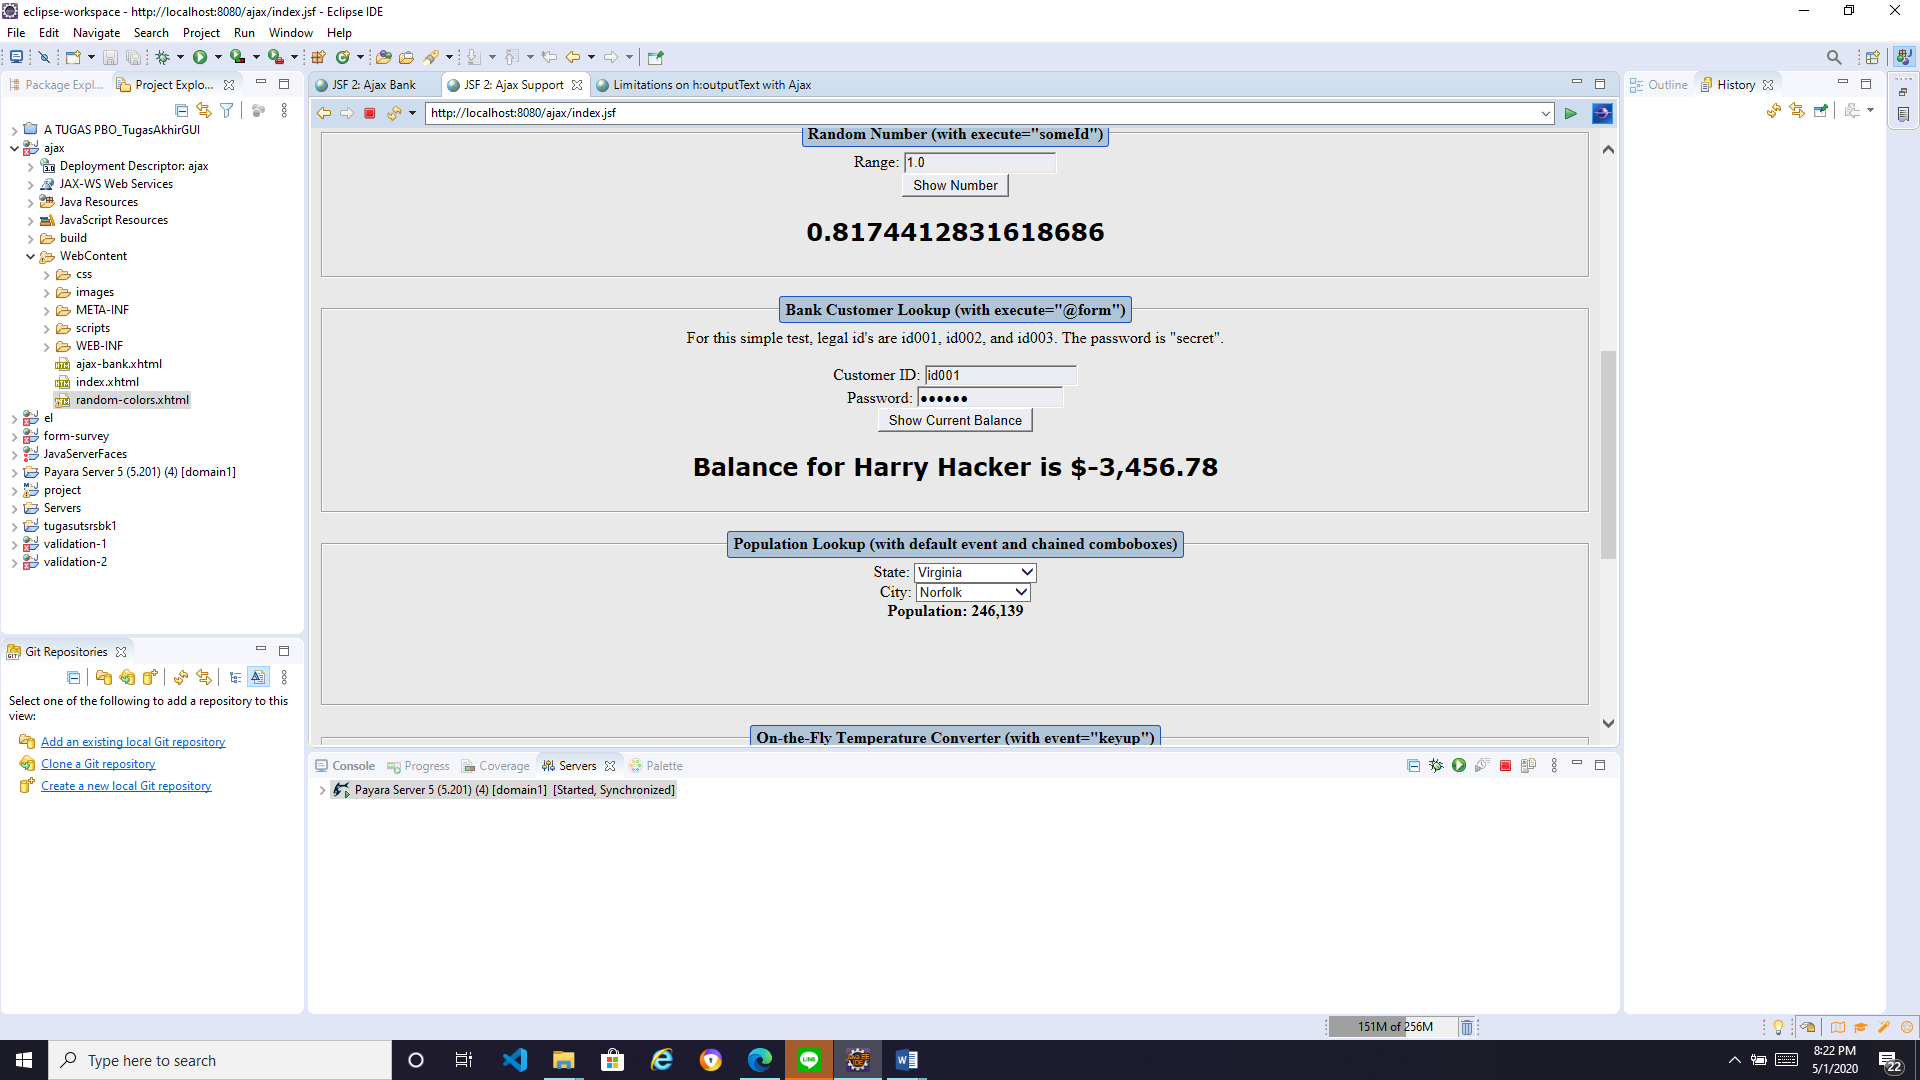 eclipse-workspace - http://localhost:8080/ajax/index.jsf - Eclipse IDE
File Edit Navigate Search Project Run Window Help
Package Expl... Project Explo...
A TUGAS PBO_TugasAkhirGUI
ajax
Deployment Descriptor: ajax
JAX-WS Web Services
Java Resources
JavaScript Resources
build
WebContent
css
images
META-INF
scripts
WEB-INF
ajax-bank.xhtml
index.xhtml
random-colors.xhtml
el
form-survey
JavaServerFaces
Payara Server 5 (5.201) (4) [domain1]
project
Servers
tugasutsrsbk1
validation-1
validation-2
Git Repositories
Select one of the following to add a repository to this
view:
Add an existing local Git repository
Clone a Git repository
Create a new local Git repository
JSF 2: Ajax Bank JSF 2: Ajax Support Limitations on h:outputText with Ajax
http://localhost:8080/ajax/index.jsf
Random Number (with execute="someId")
Range: 1.0
Show Number
0.8174412831618686
Bank Customer Lookup (with execute="@form")
For this simple test, legal id's are id001, id002, and id003. The password is "secret".
Customer ID: id001
Password: ●●●●●●
Show Current Balance
Balance for Harry Hacker is $-3,456.78
Population Lookup (with default event and chained comboboxes)
State: Virginia
City: Norfolk
Population: 246,139
On-the-Fly Temperature Converter (with event="keyup")
Console Progress Coverage Servers Palette
Payara Server 5 (5.201) (4) [domain1] [Started, Synchronized]
Outline History
151M of 256M
Type here to search
8:22 PM
5/1/2020
22